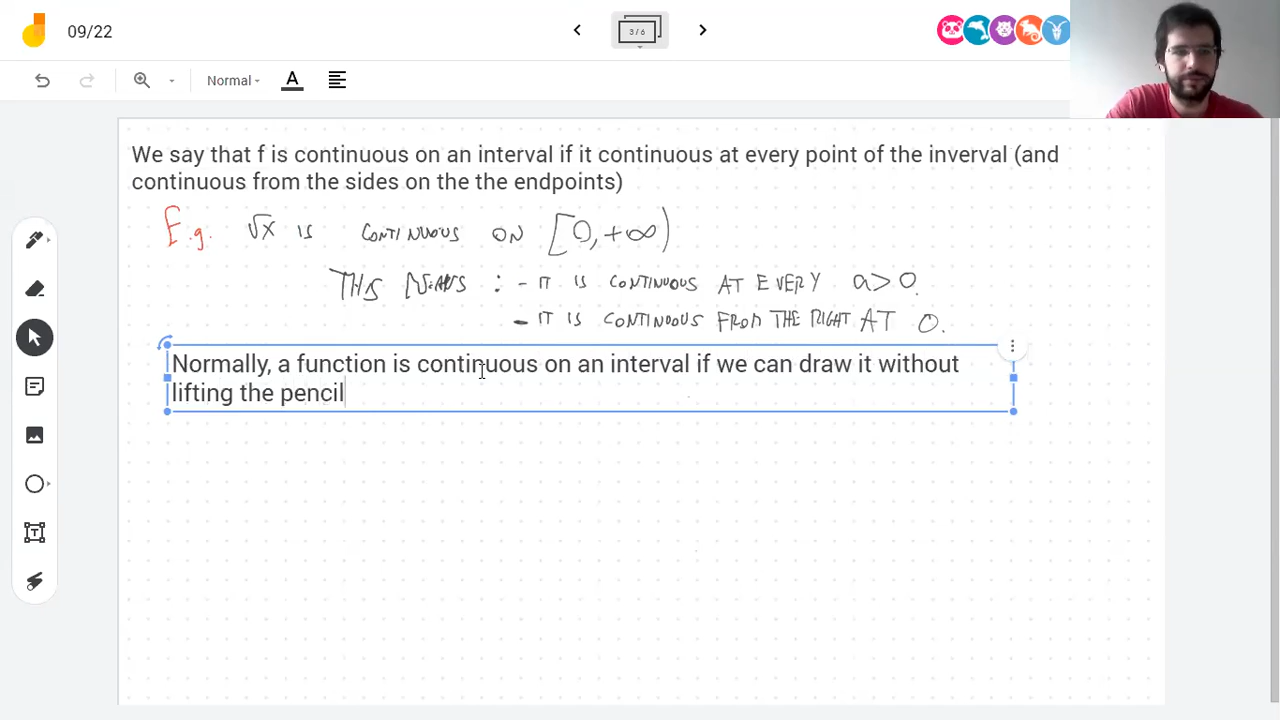 09/22
3 / 6
Normal
A
We say that f is continuous on an interval if it continuous at every point of the inverval (and
continuous from the sides on the the endpoints)
E.g. √x IS CONTINUOUS ON [0, +∞)
THIS MEANS : - IT IS CONTINUOUS AT EVERY a > 0.
- IT IS CONTINUOUS FROM THE RIGHT AT 0.
Normally, a function is continuous on an interval if we can draw it without
lifting the pencil